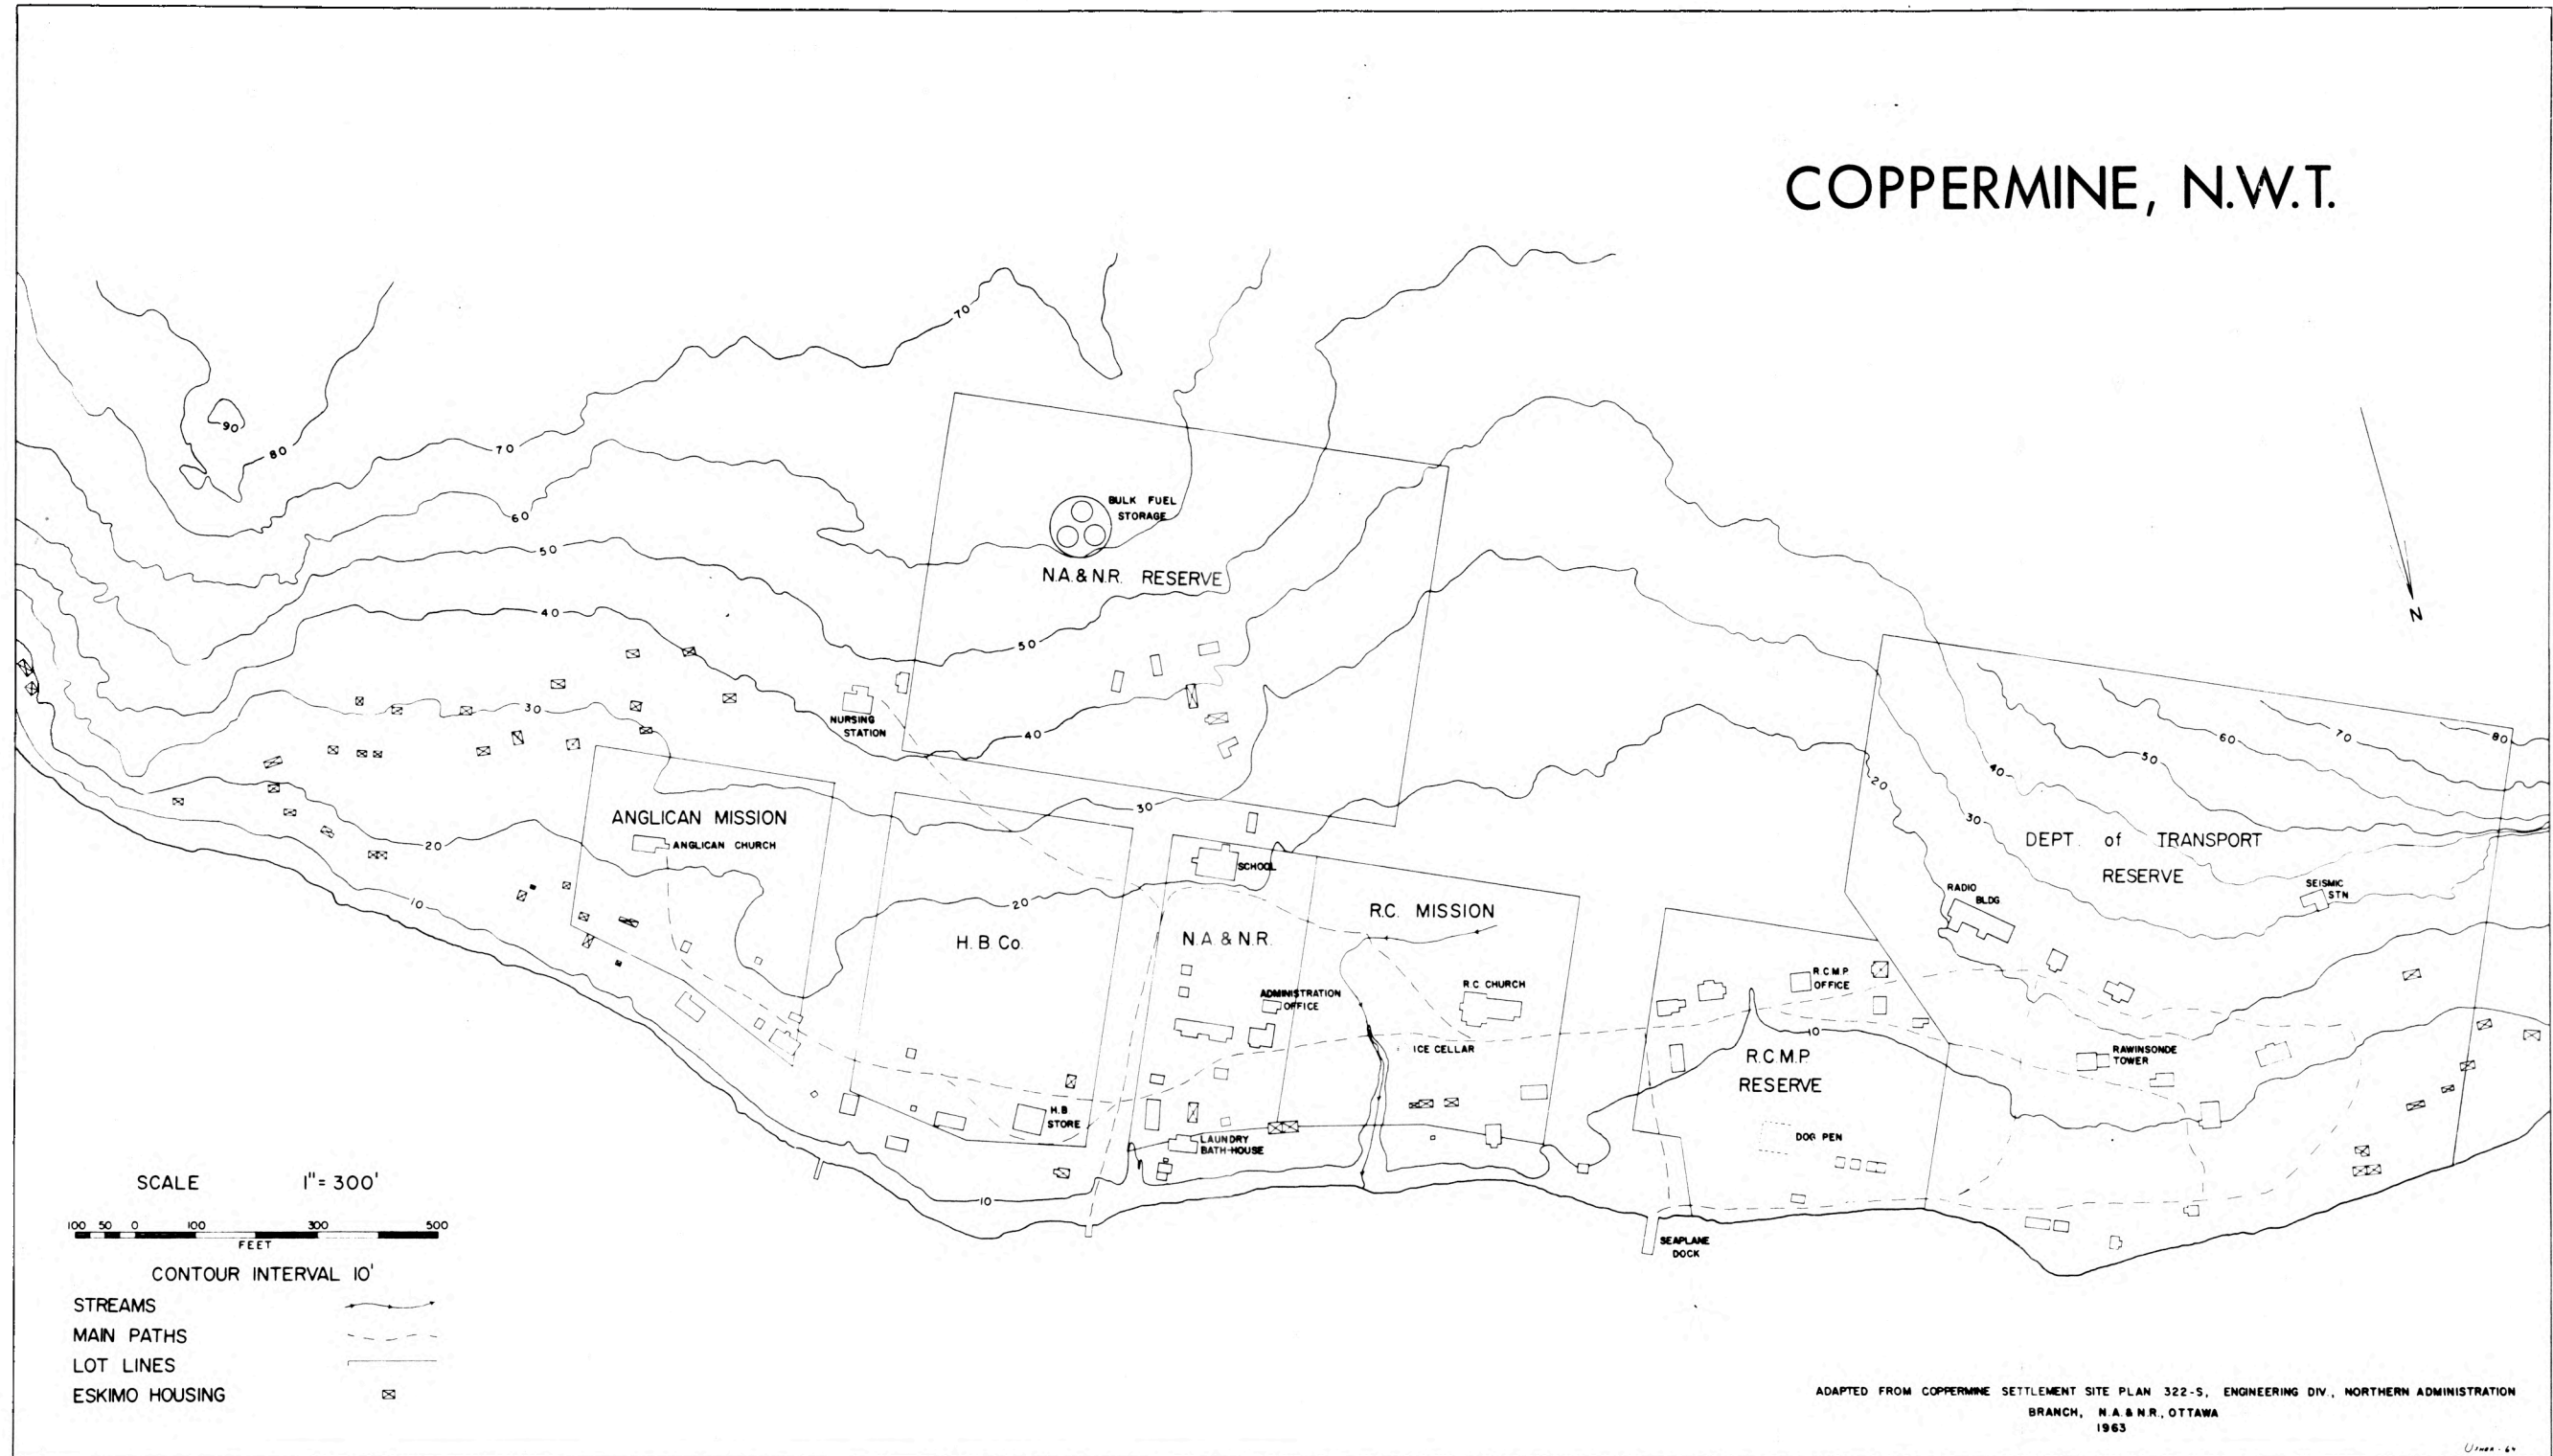 COPPERMINE, N.W.T.
70
90
80
70
60
50
40
30
20
10
BULK FUEL
STORAGE
N.A.&N.R. RESERVE
50
40
30
20
10
NURSING
STATION
ANGLICAN MISSION
ANGLICAN CHURCH
H.B.Co.
H.B
STORE
SCHOOL
N.A.&N.R.
ADMINISTRATION
OFFICE
LAUNDRY
BATH-HOUSE
R.C. MISSION
R.C. CHURCH
ICE CELLAR
R.C.M.P
OFFICE
10
R.C.M.P.
RESERVE
DOG PEN
SEAPLANE
DOCK
N
80
70
60
50
40
30
20
DEPT. of TRANSPORT
RESERVE
RADIO
BLDG.
SEISMIC
STN
RAWINSONDE
TOWER
SCALE 1"= 300'
100 50 0 100 300 500
FEET
CONTOUR INTERVAL 10'
STREAMS
MAIN PATHS
LOT LINES
ESKIMO HOUSING
ADAPTED FROM COPPERMINE SETTLEMENT SITE PLAN 322-S, ENGINEERING DIV., NORTHERN ADMINISTRATION
BRANCH, N.A.&N.R., OTTAWA
1963